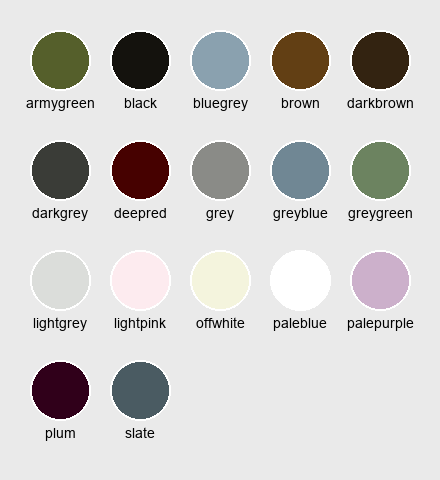 armygreen black bluegrey brown darkbrown
darkgrey deepred grey greyblue greygreen
lightgrey lightpink offwhite paleblue palepurple
plum slate